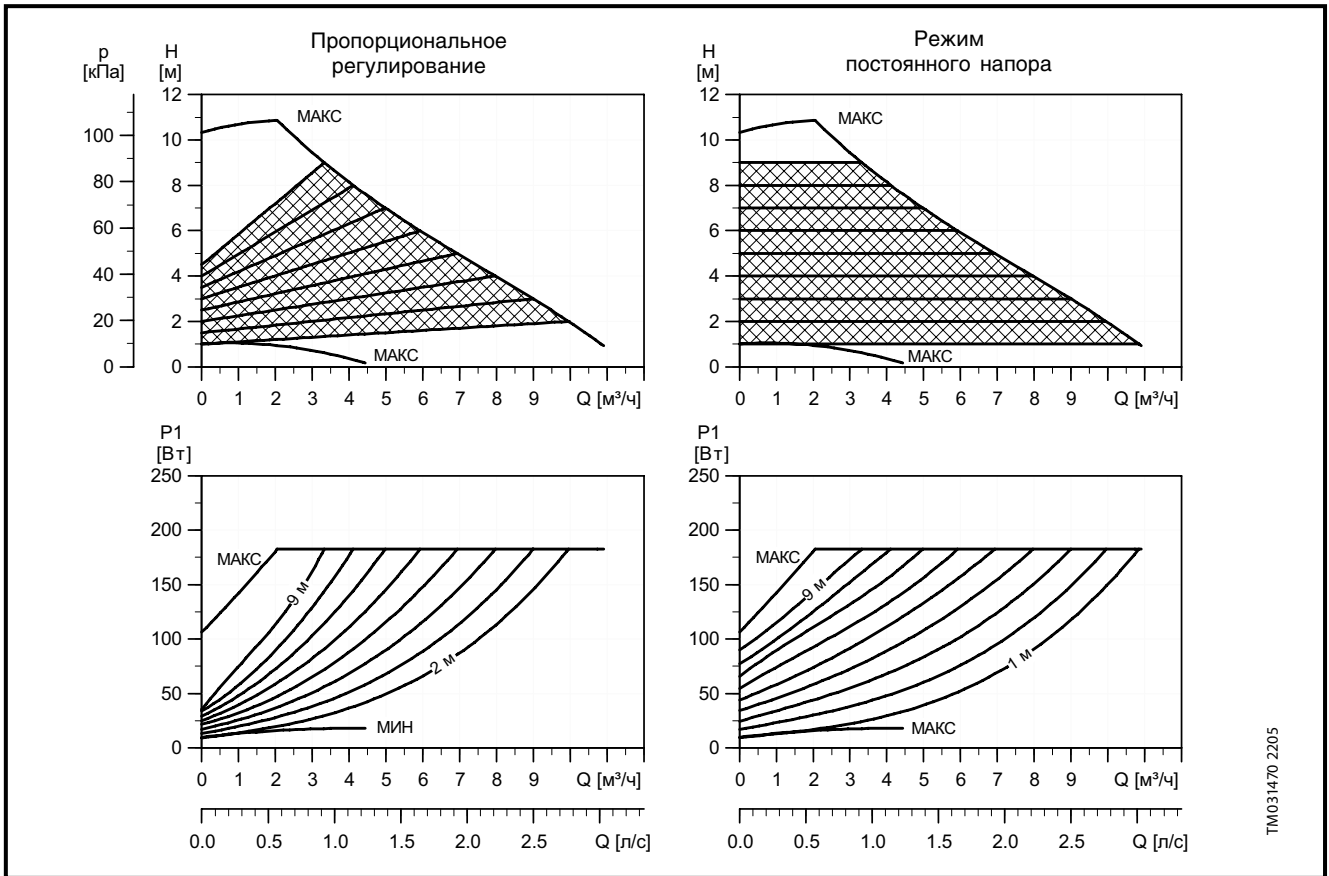 Пропорциональное
регулирование
p
[кПа]
H
[м]
12
10
8
6
4
2
0
100
80
60
40
20
0
МАКС
МАКС
0 1 2 3 4 5 6 7 8 9 Q [м³/ч]
Режим
постоянного напора
H
[м]
12
10
8
6
4
2
0
МАКС
МАКС
0 1 2 3 4 5 6 7 8 9 Q [м³/ч]
P1
[Вт]
250
200
150
100
50
0
МАКС
9 м
2 м
МИН
0 1 2 3 4 5 6 7 8 9 Q [м³/ч]
0.0 0.5 1.0 1.5 2.0 2.5 Q [л/с]
P1
[Вт]
250
200
150
100
50
0
МАКС
9 м
1 м
МАКС
0 1 2 3 4 5 6 7 8 9 Q [м³/ч]
0.0 0.5 1.0 1.5 2.0 2.5 Q [л/с]
TM031470 2205